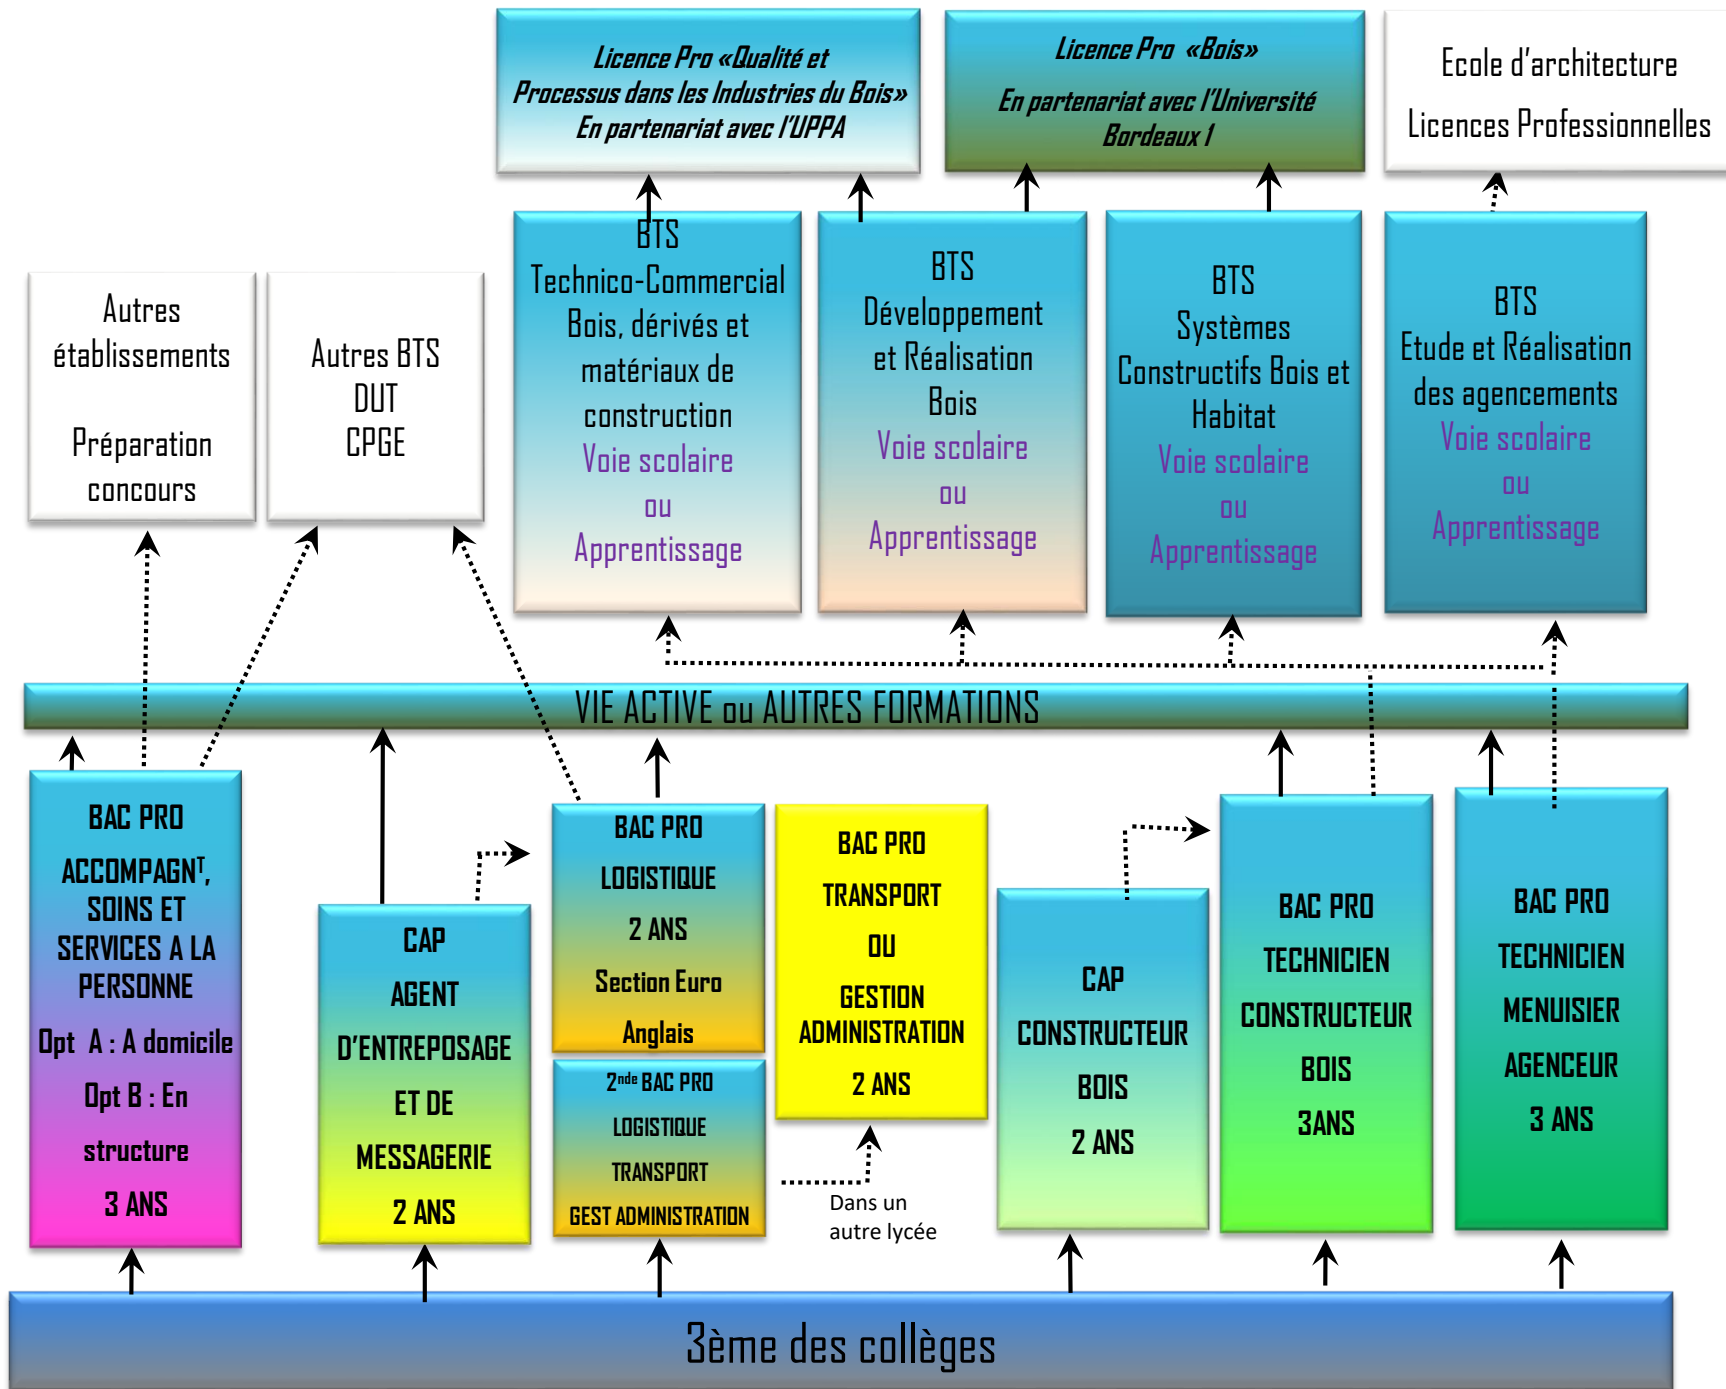 Licence Pro «Qualité et
Processus dans les Industries du Bois»
En partenariat avec l'UPPA
Licence Pro «Bois»
En partenariat avec l'Université
Bordeaux 1
Ecole d'architecture
Licences Professionnelles
Autres
établissements
Préparation
concours
Autres BTS
DUT
CPGE
BTS
Technico-Commercial
Bois, dérivés et
matériaux de
construction
Voie scolaire
ou
Apprentissage
BTS
Développement
et Réalisation
Bois
Voie scolaire
ou
Apprentissage
BTS
Systèmes
Constructifs Bois et
Habitat
Voie scolaire
ou
Apprentissage
BTS
Etude et Réalisation
des agencements
Voie scolaire
ou
Apprentissage
VIE ACTIVE ou AUTRES FORMATIONS
BAC PRO
ACCOMPAGNᵀ,
SOINS ET
SERVICES A LA
PERSONNE
Opt A : A domicile
Opt B : En
structure
3 ANS
CAP
AGENT
D'ENTREPOSAGE
ET DE
MESSAGERIE
2 ANS
BAC PRO
LOGISTIQUE
2 ANS
Section Euro
Anglais
2nde BAC PRO
LOGISTIQUE
TRANSPORT
GEST ADMINISTRATION
BAC PRO
TRANSPORT
OU
GESTION
ADMINISTRATION
2 ANS
Dans un
autre lycée
CAP
CONSTRUCTEUR
BOIS
2 ANS
BAC PRO
TECHNICIEN
CONSTRUCTEUR
BOIS
3ANS
BAC PRO
TECHNICIEN
MENUISIER
AGENCEUR
3 ANS
3ème des collèges